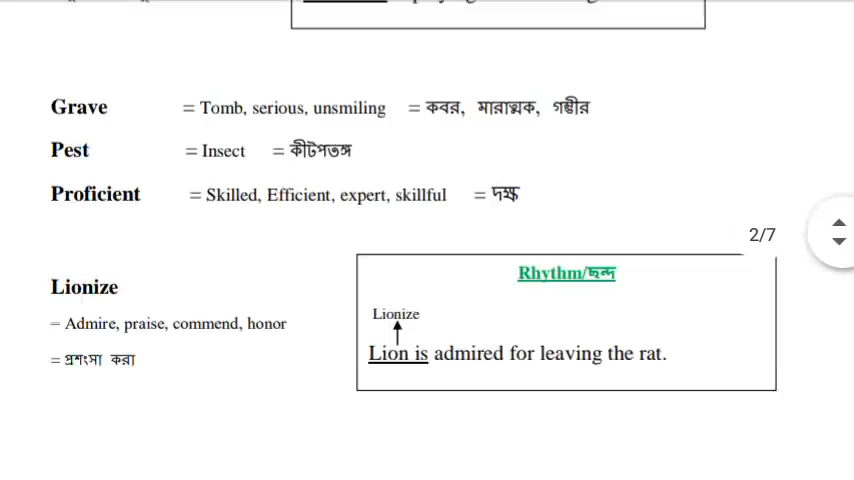 Grave = Tomb, serious, unsmiling = কবর, মারাত্মক, গম্ভীর
Pest = Insect = কীটপতঙ্গ
Proficient = Skilled, Efficient, expert, skillful = দক্ষ
2/7
Lionize
= Admire, praise, commend, honor
= প্রশংসা করা
Rhythm/ছন্দ
Lionize
Lion is admired for leaving the rat.